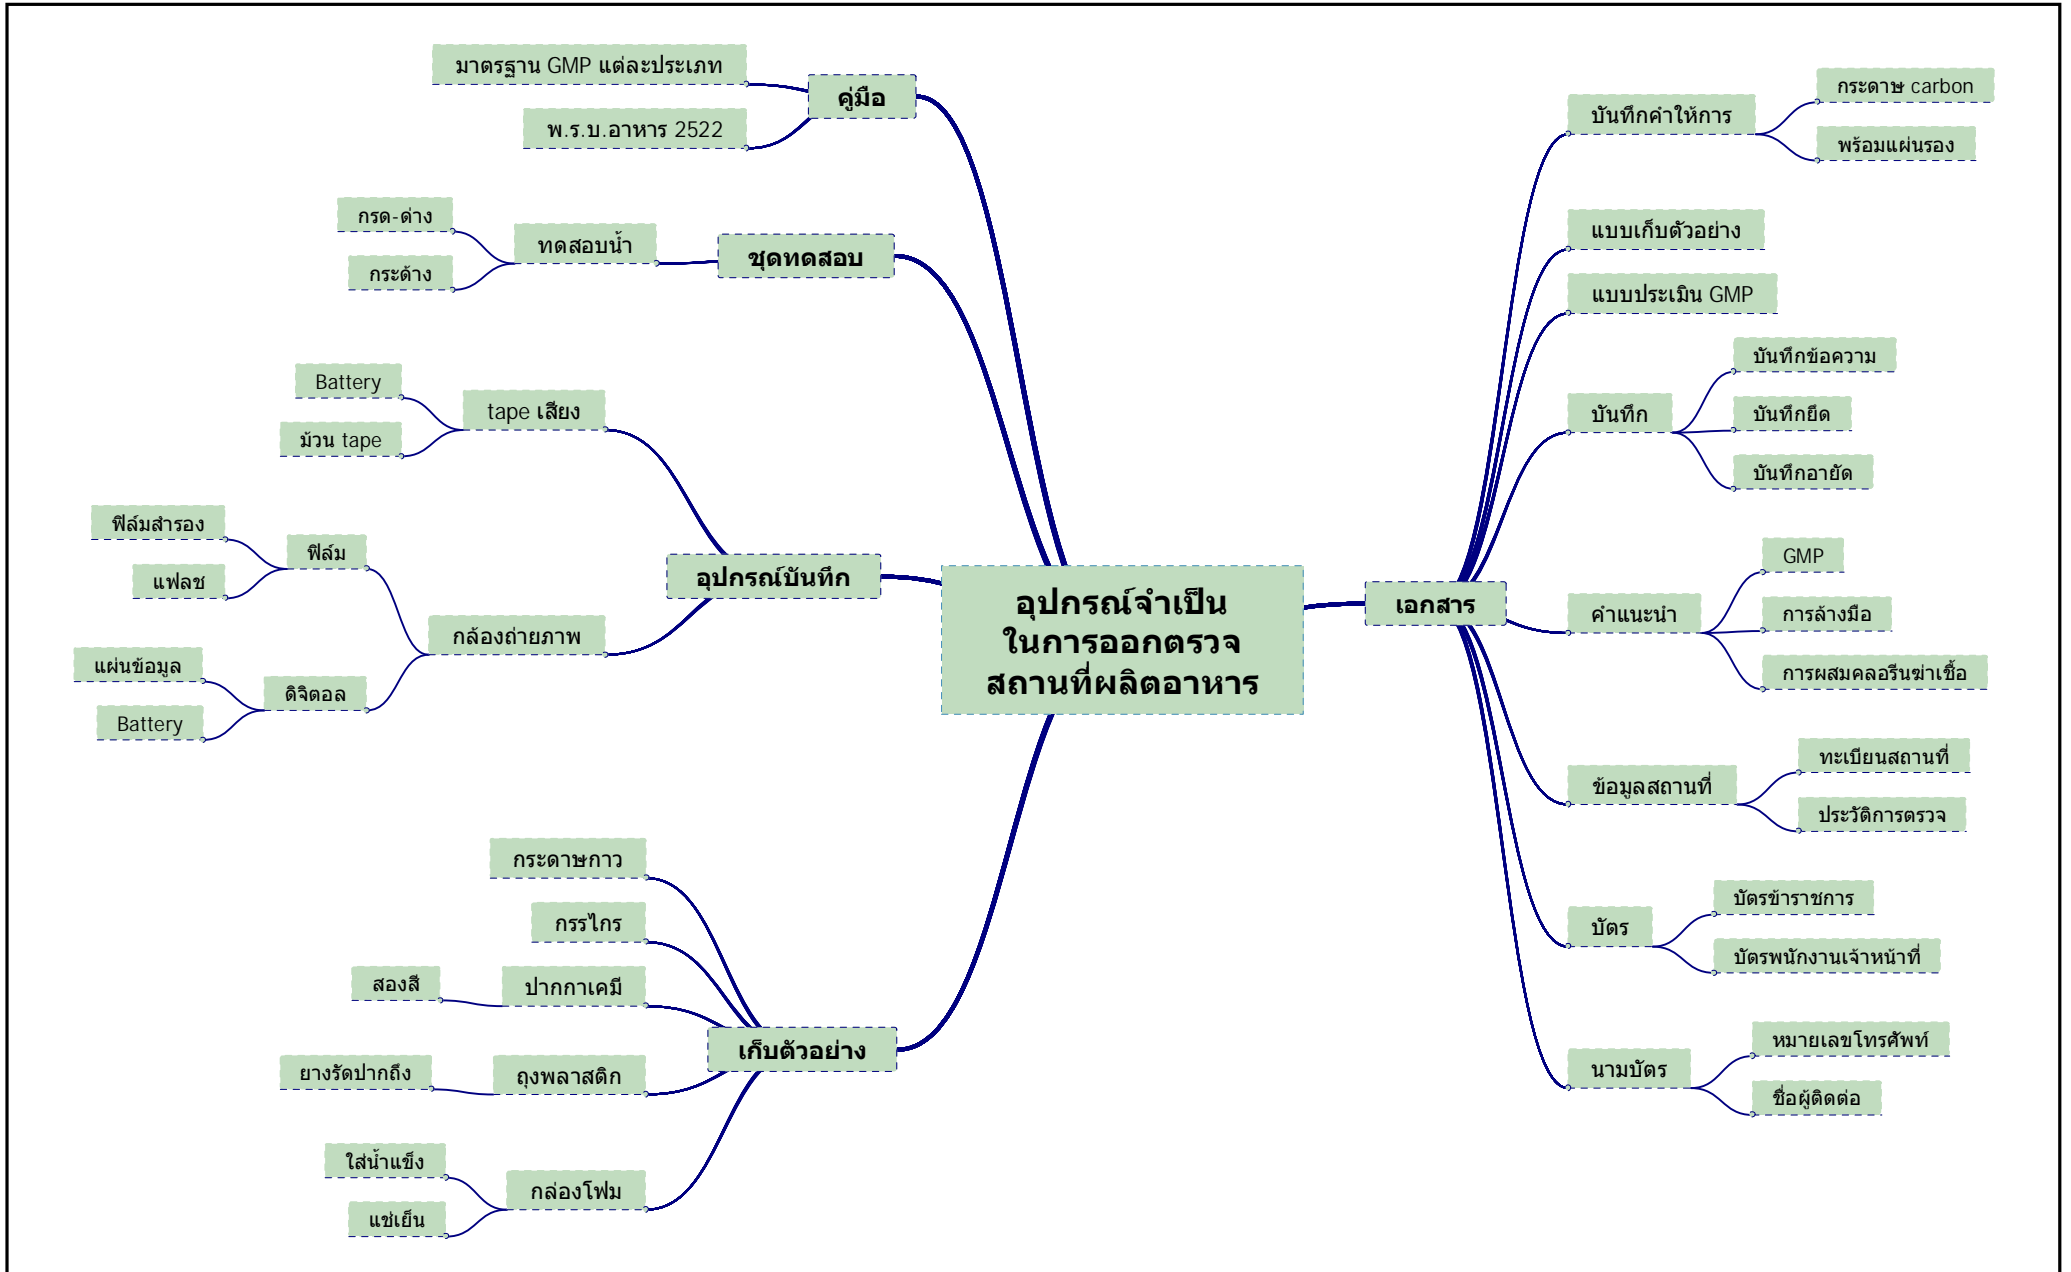 อุปกรณ์จำเป็น
ในการออกตรวจ
สถานที่ผลิตอาหาร
คู่มือ
มาตรฐาน GMP แต่ละประเภท
พ.ร.บ.อาหาร 2522
ชุดทดสอบ
ทดสอบน้ำ
กรด-ด่าง
กระด้าง
อุปกรณ์บันทึก
tape เสียง
Battery
ม้วน tape
กล้องถ่ายภาพ
ฟิล์ม
ฟิล์มสำรอง
แฟลช
ดิจิตอล
แผ่นข้อมูล
Battery
เก็บตัวอย่าง
กระดาษกาว
กรรไกร
ปากกาเคมี
สองสี
ถุงพลาสติก
ยางรัดปากถึง
กล่องโฟม
ใส่น้ำแข็ง
แช่เย็น
เอกสาร
บันทึกคำให้การ
กระดาษ carbon
พร้อมแผ่นรอง
แบบเก็บตัวอย่าง
แบบประเมิน GMP
บันทึก
บันทึกข้อความ
บันทึกยึด
บันทึกอายัด
คำแนะนำ
GMP
การล้างมือ
การผสมคลอรีนฆ่าเชื้อ
ข้อมูลสถานที่
ทะเบียนสถานที่
ประวัติการตรวจ
บัตร
บัตรข้าราชการ
บัตรพนักงานเจ้าหน้าที่
นามบัตร
หมายเลขโทรศัพท์
ชื่อผู้ติดต่อ